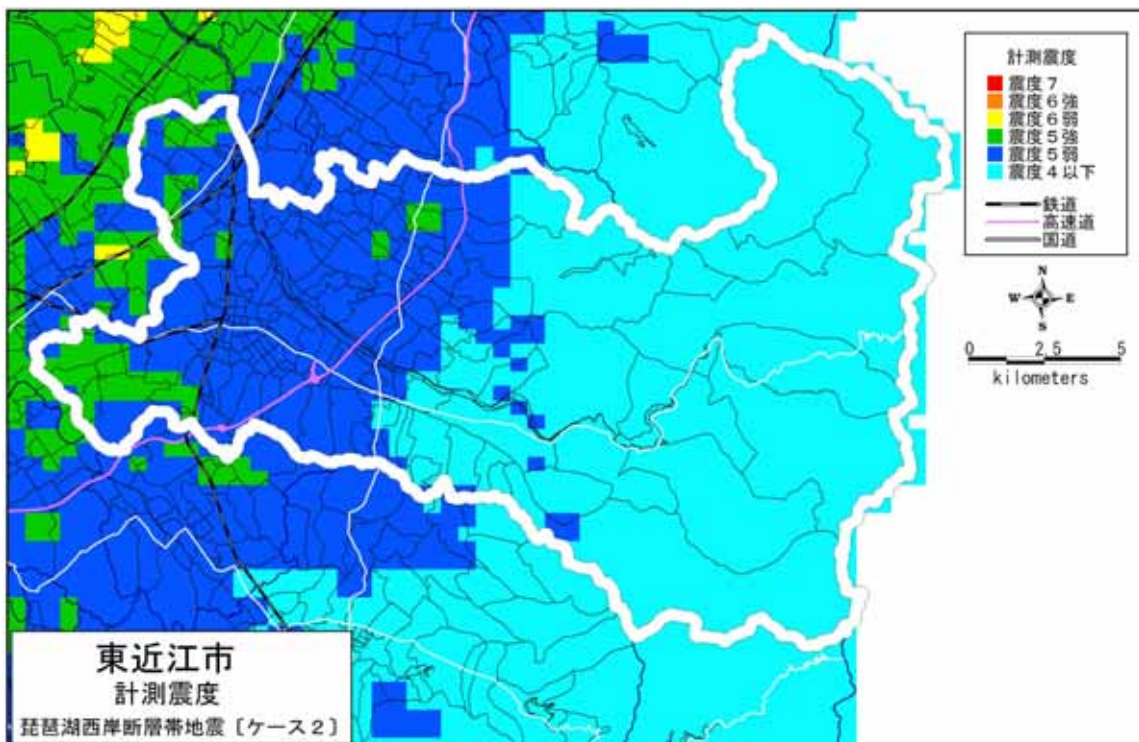 計測震度
震度7
震度6強
震度6弱
震度5強
震度5弱
震度4以下
鉄道
高速道
国道
N
W E
S
0 2.5 5
kilometers
東近江市
計測震度
琵琶湖西岸断層帯地震〔ケース2〕